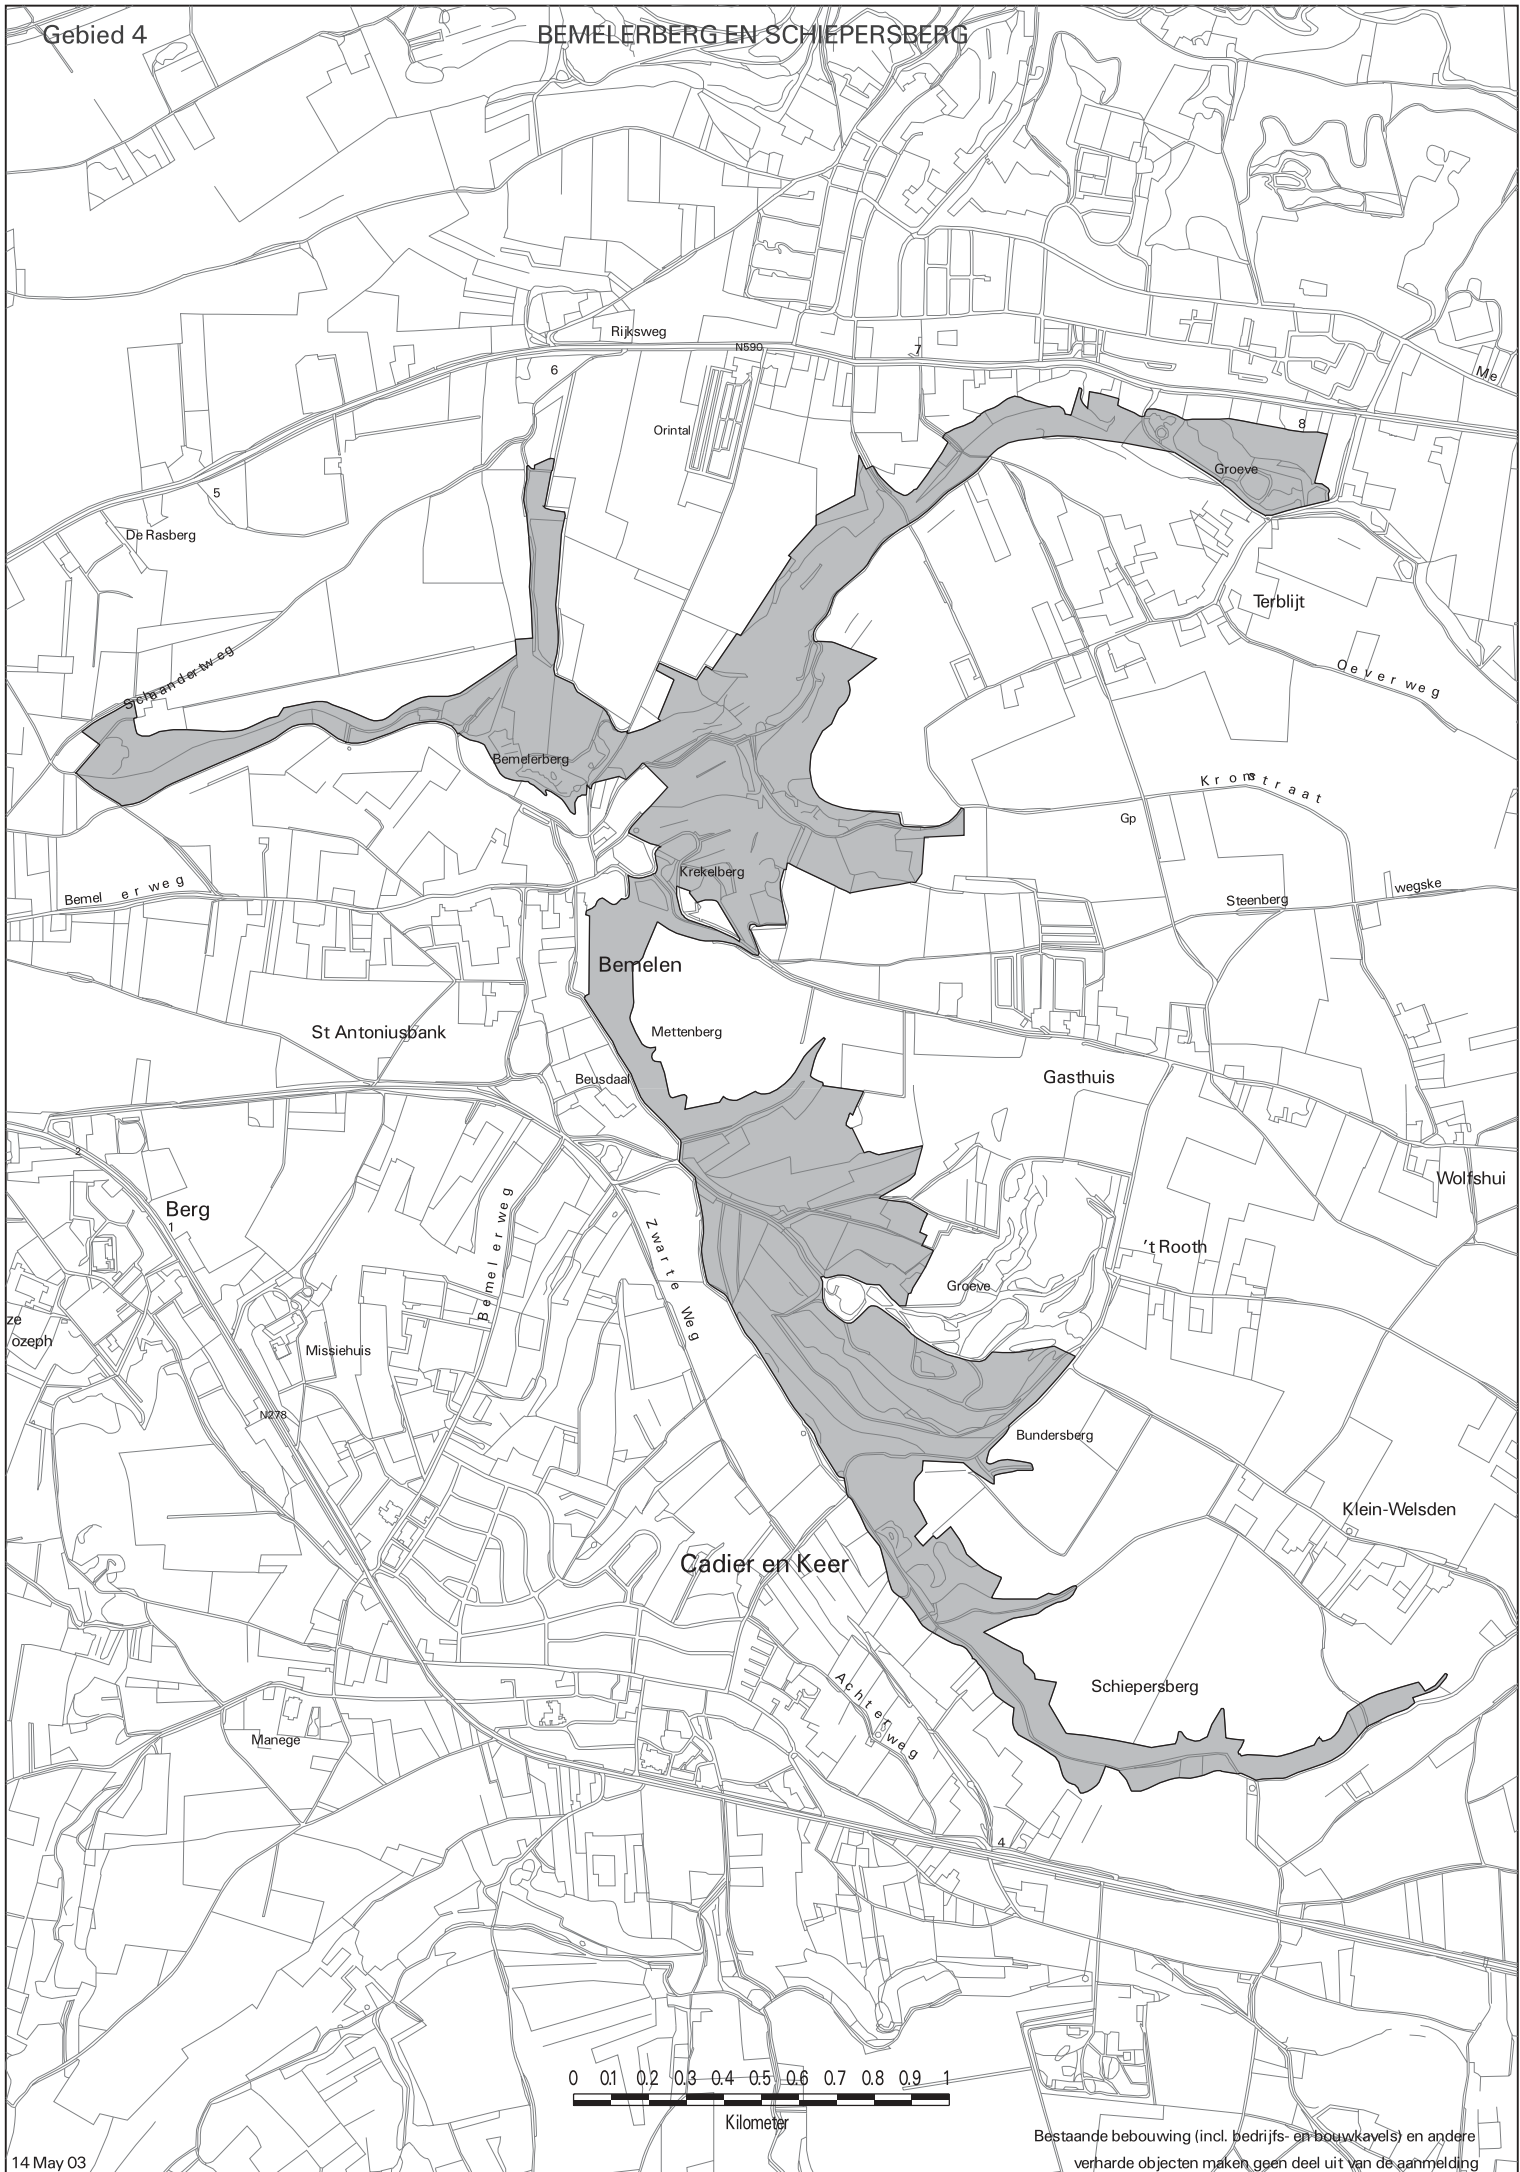 Gebied 4
BEMELERBERG EN SCHIEPERSBERG
Rijksweg
N590
7
6
Me
8
Orintal
Groeve
5
De Rasberg
Terblijt
Schaandertweg
Oeverweg
Bemelerberg
Kromstraat
Gp
Krekelberg
Bemelerweg
wegske
Steenberg
Bemelen
St Antoniusbank
Mettenberg
Beusdaal
Gasthuis
2
Wolfshui
Berg
1
Bemelerweg
Zwarte Weg
't Rooth
Groeve
ze
ozeph
Missiehuis
N278
Bundersberg
Klein-Welsden
Cadier en Keer
Achterweg
Schiepersberg
Manege
4
0 0.1 0.2 0.3 0.4 0.5 0.6 0.7 0.8 0.9 1
Kilometer
Bestaande bebouwing (incl. bedrijfs- en bouwkavels) en andere
verharde objecten maken geen deel uit van de aanmelding
14 May 03